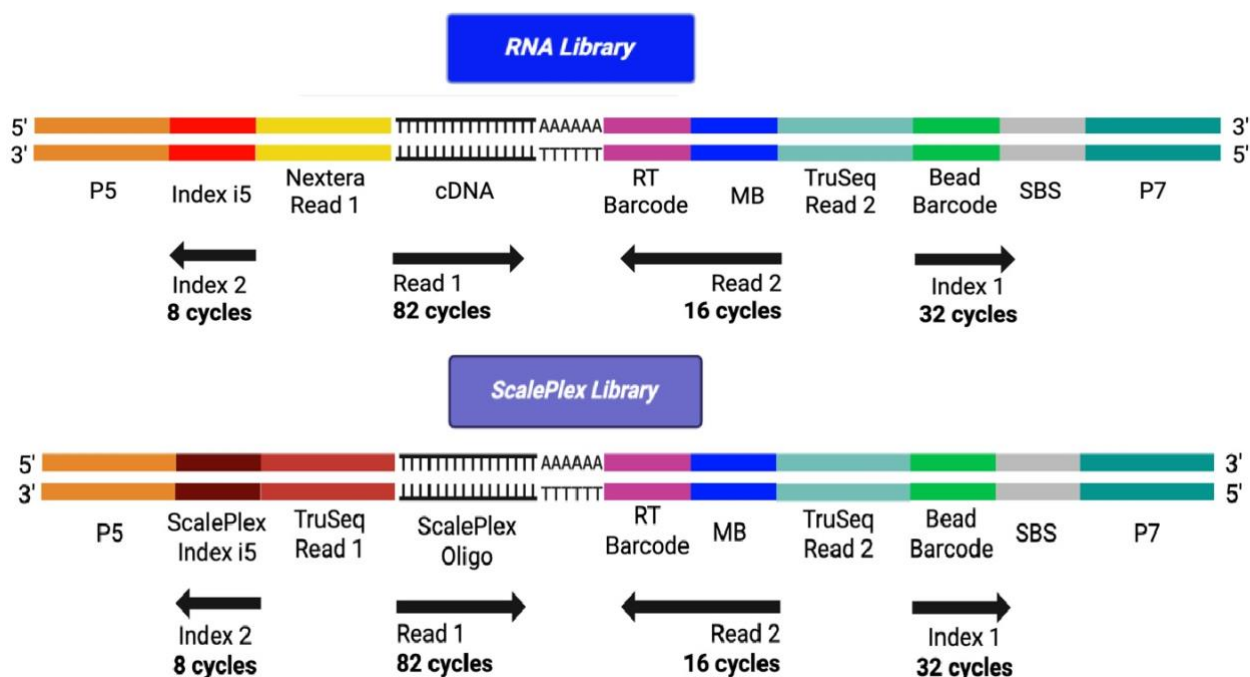 RNA Library
5' AAAAAA 3'
3' TTTTTT 5'
P5 Index i5 Nextera Read 1 cDNA RT Barcode MB TruSeq Read 2 Bead Barcode SBS P7
Index 2 Read 1 Read 2 Index 1
8 cycles 82 cycles 16 cycles 32 cycles
ScalePlex Library
5' AAAAAA 3'
3' TTTTTT 5'
P5 ScalePlex Index i5 TruSeq Read 1 ScalePlex Oligo RT Barcode MB TruSeq Read 2 Bead Barcode SBS P7
Index 2 Read 1 Read 2 Index 1
8 cycles 82 cycles 16 cycles 32 cycles